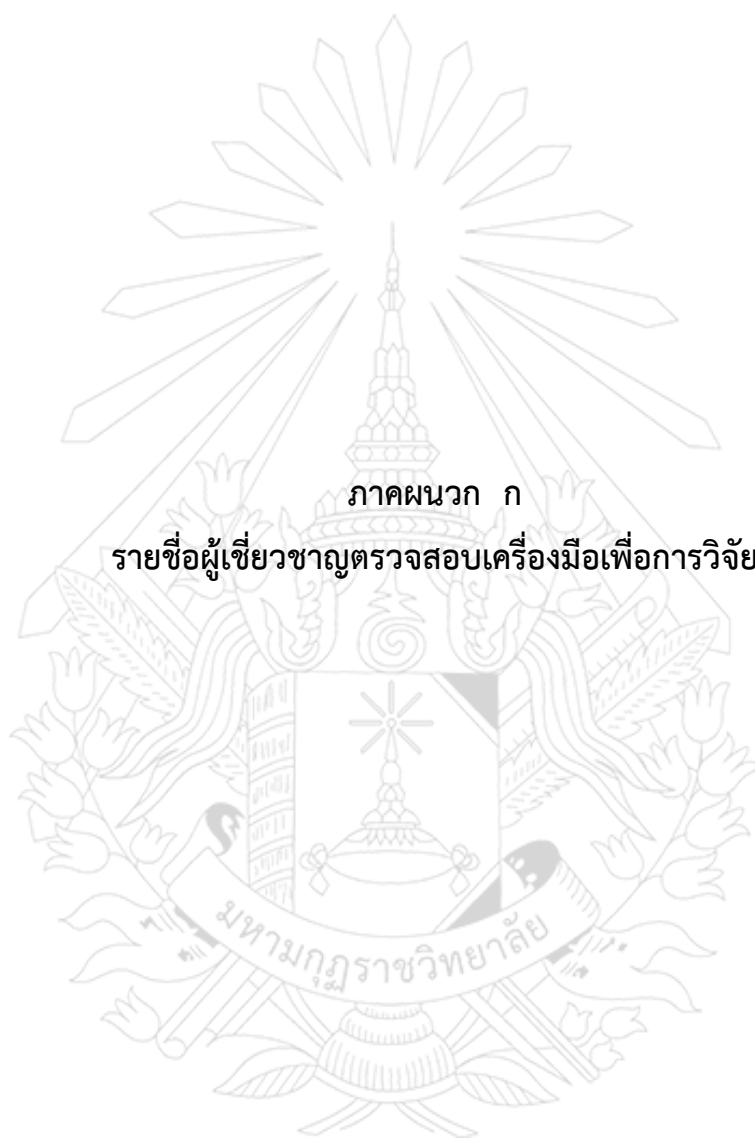 ภาคผนวก ก
รายชื่อผู้เชี่ยวชาญตรวจสอบเครื่องมือเพื่อการวิจัย
มหามกุฏราชวิทยาลัย